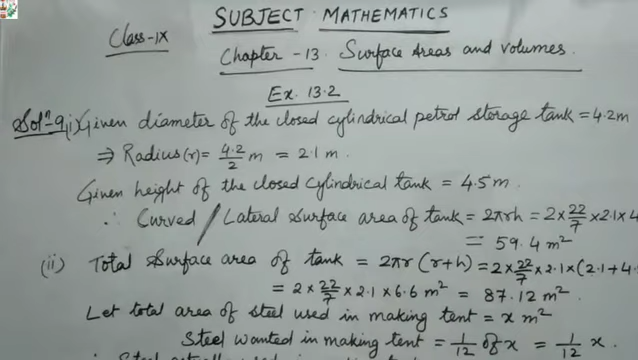 SUBJECT MATHEMATICS
Class-IX
Chapter - 13 Surface Areas and Volumes.
Ex. 13.2
Solⁿ-9(i) Given diameter of the closed cylindrical petrol storage tank = 4.2m
⇒ Radius (r) = 4.2/2 m = 2.1 m.
Given height of the closed cylindrical tank = 4.5 m.
∴ Curved / Lateral Surface area of tank = 2πrh = 2 × 22/7 × 2.1 × 4
= 59.4 m²
(ii) Total Surface area of tank = 2πr (r+h) = 2 × 22/7 × 2.1 × (2.1 + 4.
= 2 × 22/7 × 2.1 × 6.6 m² = 87.12 m².
Let total area of steel used in making tent = x m²
Steel wanted in making tent = 1/12 of x = 1/12 x.